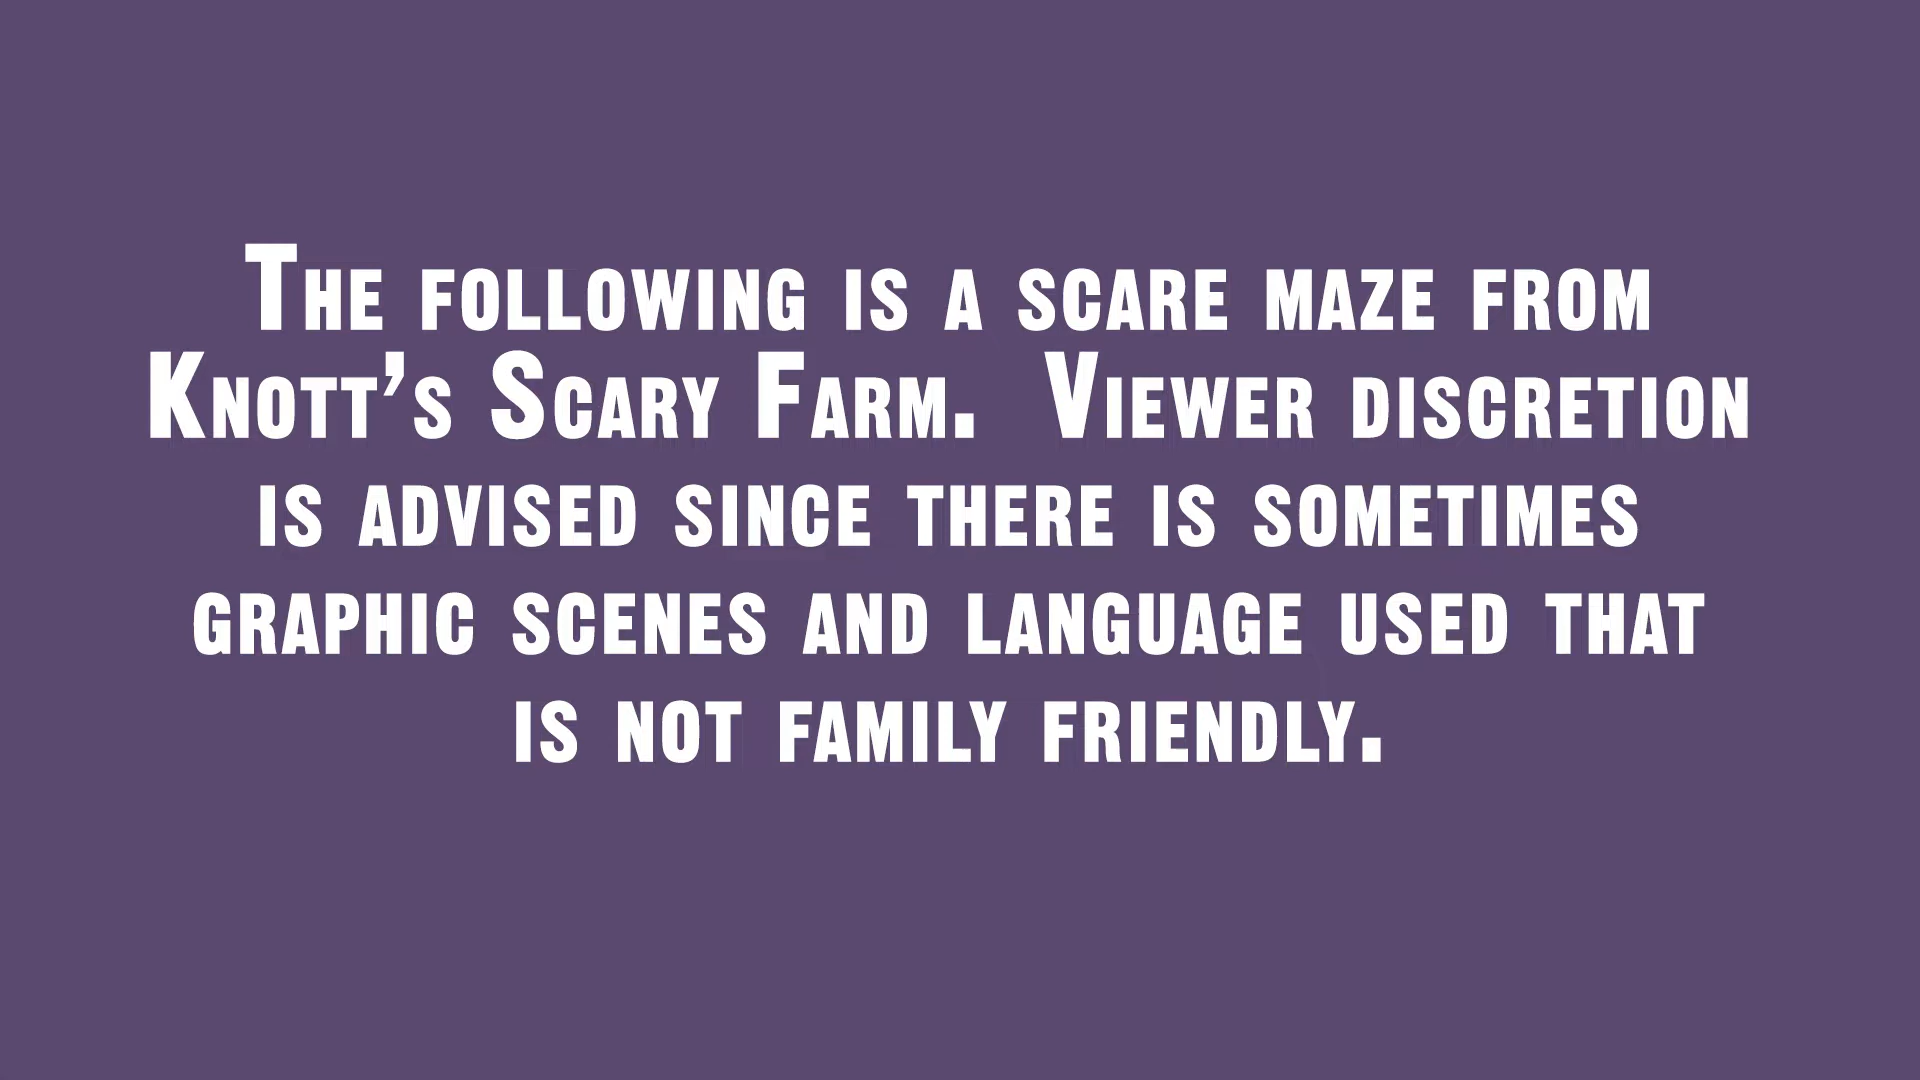 The following is a scare maze from
Knott's Scary Farm.  Viewer discretion
is advised since there is sometimes
graphic scenes and language used that
is not family friendly.